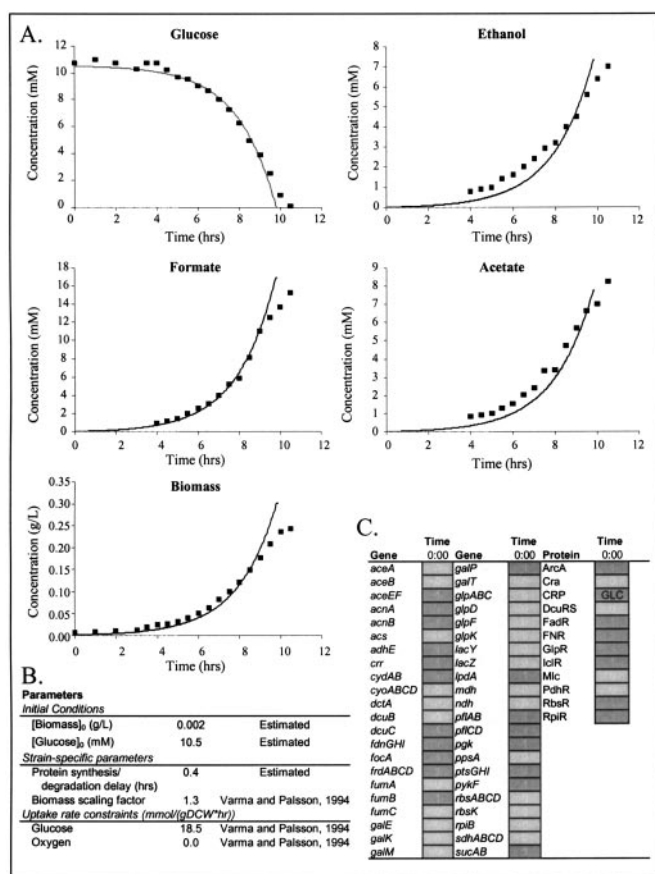 A.
Glucose
Concentration (mM)
12
10
8
6
4
2
0
0 2 4 6 8 10 12
Time (hrs)
Ethanol
Concentration (mM)
8
7
6
5
4
3
2
1
0
0 2 4 6 8 10 12
Time (hrs)
Formate
Concentration (mM)
18
16
14
12
10
8
6
4
2
0
0 2 4 6 8 10 12
Time (hrs)
Acetate
Concentration (mM)
9
8
7
6
5
4
3
2
1
0
0 2 4 6 8 10 12
Time (hrs)
Biomass
Concentration (g/L)
0.35
0.30
0.25
0.20
0.15
0.10
0.05
0.00
0 2 4 6 8 10 12
Time (hrs)
B.
Parameters
Initial Conditions
[Biomass]0 (g/L) 0.002 Estimated
[Glucose]0 (mM) 10.5 Estimated
Strain-specific parameters
Protein synthesis/ 0.4 Estimated
degradation delay (hrs)
Biomass scaling factor 1.3 Varma and Palsson, 1994
Uptake rate constraints (mmol/(gDCW*hr))
Glucose 18.5 Varma and Palsson, 1994
Oxygen 0.0 Varma and Palsson, 1994
C.
Time Time Time
Gene 0:00 Gene 0:00 Protein 0:00
aceA galP ArcA
aceB galT Cra
aceEF glpABC CRP GLC
acnA glpD DcuRS
acnB glpF FadR
acs glpK FNR
adhE lacY GlpR
crr lacZ IclR
cydAB lpdA Mlc
cyoABCD mdh PdhR
dctA ndh RbsR
dcuB pflAB RpiR
dcuC pflCD
fdnGHI pgk
focA ppsA
frdABCD ptsGHI
fumA pykF
fumB rbsABCD
fumC rbsK
galE rpiB
galK sdhABCD
galM sucAB